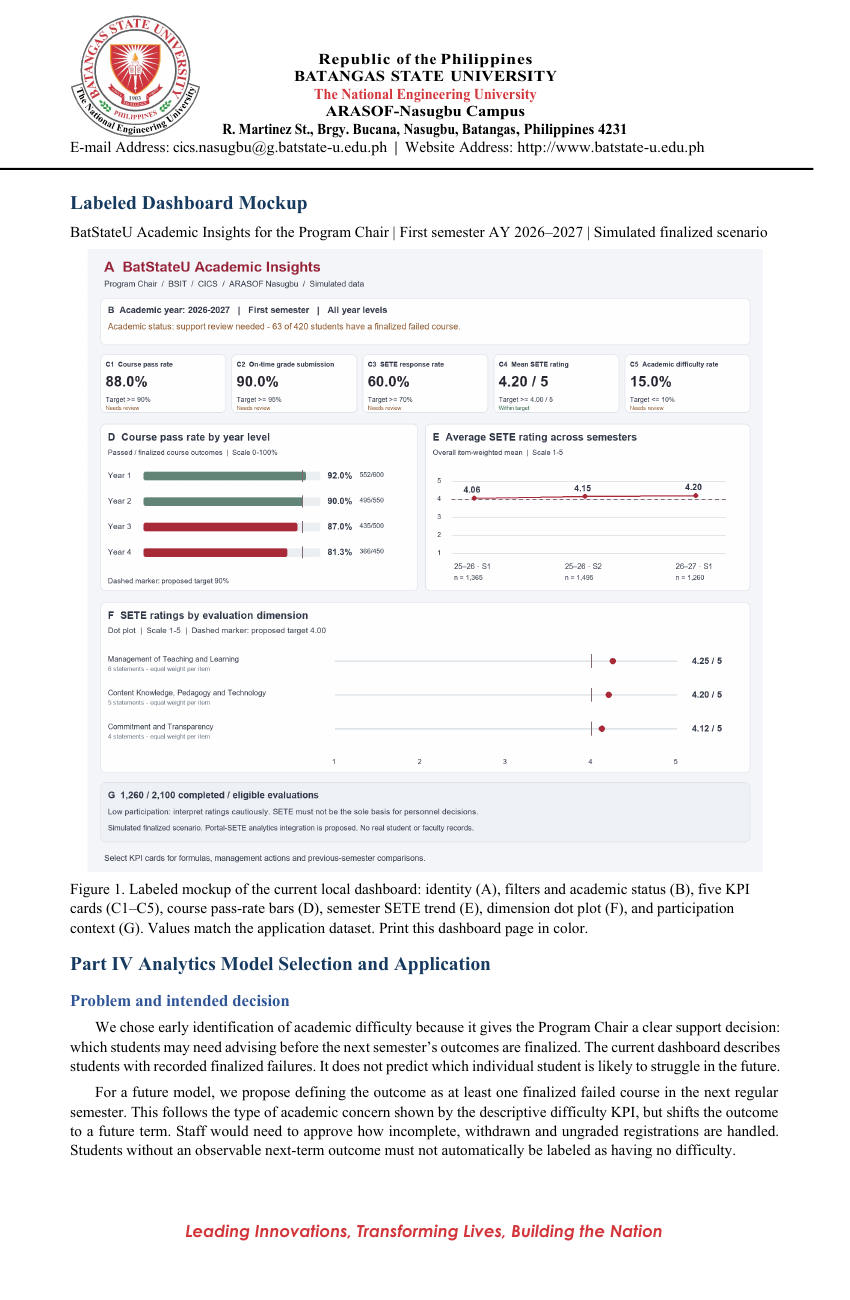 BATANGAS STATE UNIVERSITY
The National Engineering University
1903
PHILIPPINES
Republic of the Philippines
BATANGAS STATE UNIVERSITY
The National Engineering University
ARASOF-Nasugbu Campus
R. Martinez St., Brgy. Bucana, Nasugbu, Batangas, Philippines 4231
E-mail Address: cics.nasugbu@g.batstate-u.edu.ph | Website Address: http://www.batstate-u.edu.ph
Labeled Dashboard Mockup
BatStateU Academic Insights for the Program Chair | First semester AY 2026–2027 | Simulated finalized scenario
A BatStateU Academic Insights
Program Chair / BSIT / CICS / ARASOF Nasugbu / Simulated data
B Academic year: 2026-2027 | First semester | All year levels
Academic status: support review needed - 63 of 420 students have a finalized failed course.
C1 Course pass rate
88.0%
Target >= 90%
Needs review
C2 On-time grade submission
90.0%
Target >= 95%
Needs review
C3 SETE response rate
60.0%
Target >= 70%
Needs review
C4 Mean SETE rating
4.20 / 5
Target >= 4.00 / 5
Within target
C5 Academic difficulty rate
15.0%
Target <= 10%
Needs review
D Course pass rate by year level
Passed / finalized course outcomes | Scale 0-100%
Year 1 92.0% 552/600
Year 2 90.0% 495/550
Year 3 87.0% 435/500
Year 4 81.3% 366/450
Dashed marker: proposed target 90%
E Average SETE rating across semesters
Overall item-weighted mean | Scale 1-5
5
4
3
2
1
4.06 4.15 4.20
25–26 · S1 25–26 · S2 26–27 · S1
n = 1,365 n = 1,495 n = 1,260
F SETE ratings by evaluation dimension
Dot plot | Scale 1-5 | Dashed marker: proposed target 4.00
Management of Teaching and Learning 4.25 / 5
6 statements - equal weight per item
Content Knowledge, Pedagogy and Technology 4.20 / 5
5 statements - equal weight per item
Commitment and Transparency 4.12 / 5
4 statements - equal weight per item
1 2 3 4 5
G 1,260 / 2,100 completed / eligible evaluations
Low participation: interpret ratings cautiously. SETE must not be the sole basis for personnel decisions.
Simulated finalized scenario. Portal-SETE analytics integration is proposed. No real student or faculty records.
Select KPI cards for formulas, management actions and previous-semester comparisons.
Figure 1. Labeled mockup of the current local dashboard: identity (A), filters and academic status (B), five KPI
cards (C1–C5), course pass-rate bars (D), semester SETE trend (E), dimension dot plot (F), and participation
context (G). Values match the application dataset. Print this dashboard page in color.
Part IV Analytics Model Selection and Application
Problem and intended decision
We chose early identification of academic difficulty because it gives the Program Chair a clear support decision:
which students may need advising before the next semester’s outcomes are finalized. The current dashboard describes
students with recorded finalized failures. It does not predict which individual student is likely to struggle in the future.
For a future model, we propose defining the outcome as at least one finalized failed course in the next regular
semester. This follows the type of academic concern shown by the descriptive difficulty KPI, but shifts the outcome
to a future term. Staff would need to approve how incomplete, withdrawn and ungraded registrations are handled.
Students without an observable next-term outcome must not automatically be labeled as having no difficulty.
Leading Innovations, Transforming Lives, Building the Nation